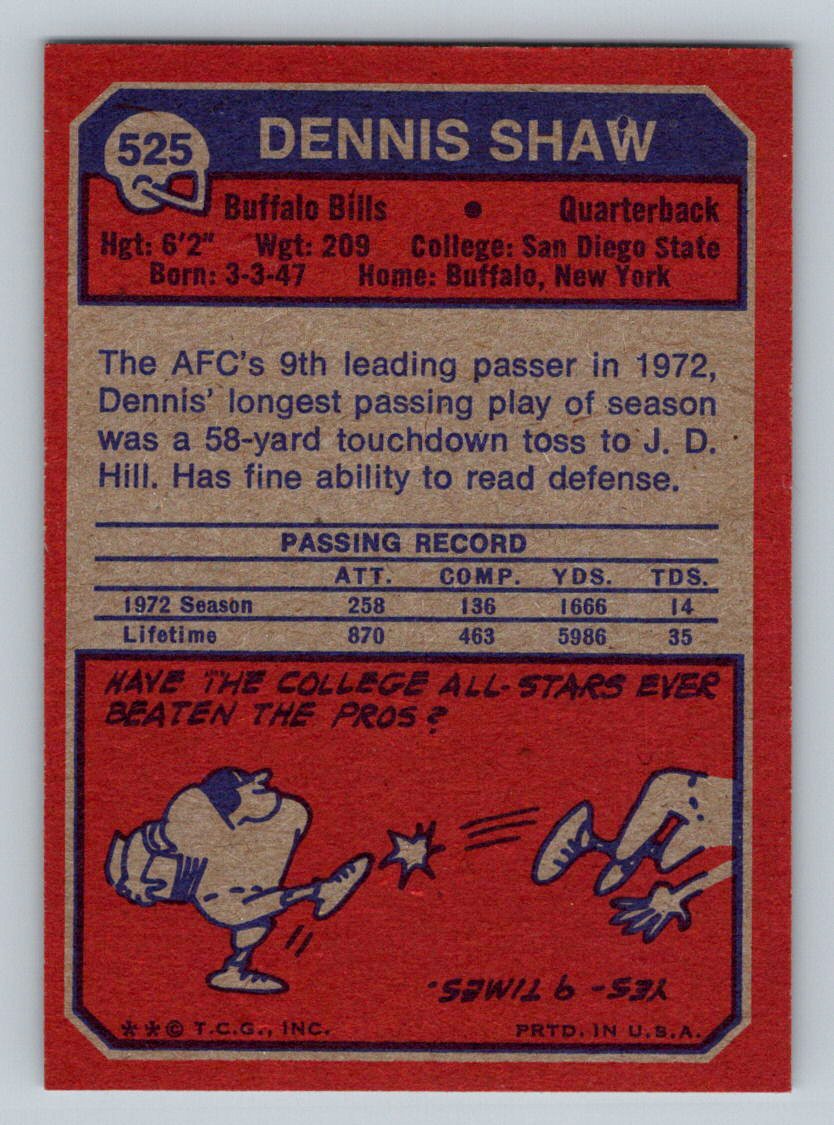 525
DENNIS SHAW
Buffalo Bills • Quarterback
Hgt: 6'2" Wgt: 209 College: San Diego State
Born: 3-3-47 Home: Buffalo, New York
The AFC's 9th leading passer in 1972,
Dennis' longest passing play of season
was a 58-yard touchdown toss to J. D.
Hill. Has fine ability to read defense.
PASSING RECORD
ATT. COMP. YDS. TDS.
1972 Season 258 136 1666 14
Lifetime 870 463 5986 35
HAVE THE COLLEGE ALL-STARS EVER
BEATEN THE PROS?
YES - 9 TIMES.
**© T.C.G., INC. PRTD. IN U.S.A.